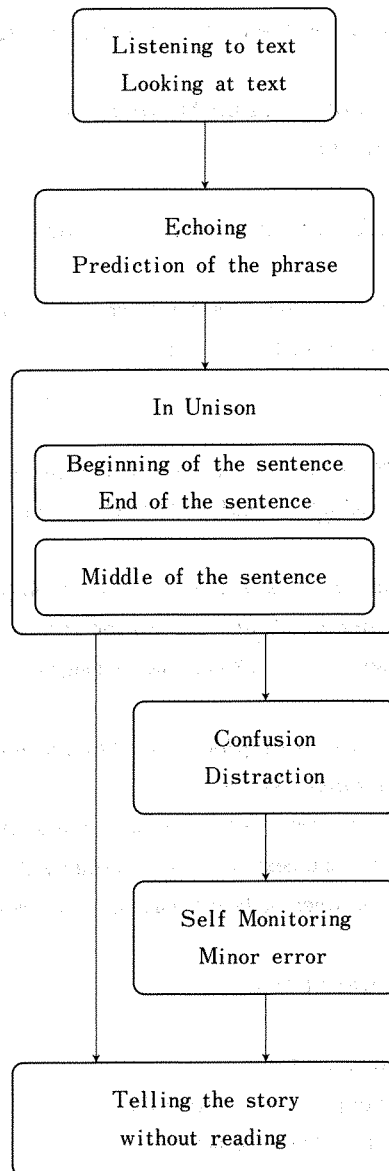 Listening to text
Looking at text
Echoing
Prediction of the phrase
In Unison
Beginning of the sentence
End of the sentence
Middle of the sentence
Confusion
Distraction
Self Monitoring
Minor error
Telling the story
without reading